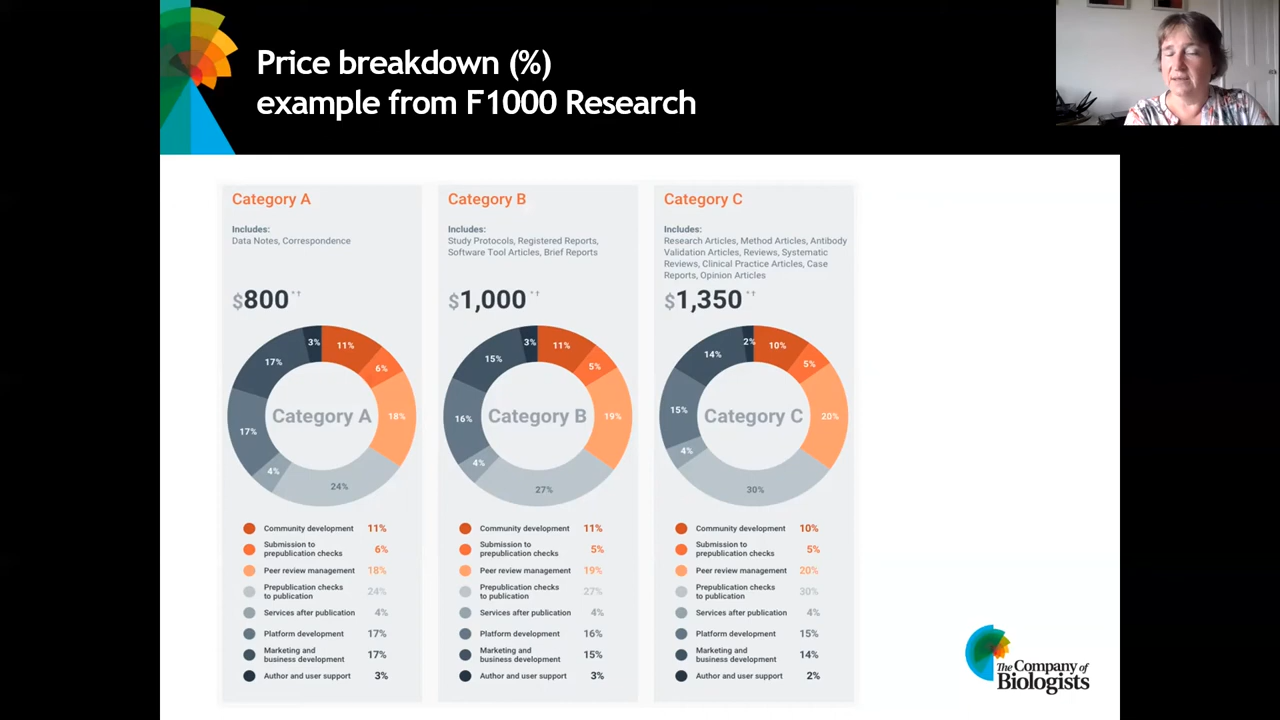 Price breakdown (%)
example from F1000 Research
Category A
Includes:
Data Notes, Correspondence
$800*†
3%
11%
6%
18%
24%
4%
17%
17%
Category A
Community development 11%
Submission to
prepublication checks 6%
Peer review management 18%
Prepublication checks
to publication 24%
Services after publication 4%
Platform development 17%
Marketing and
business development 17%
Author and user support 3%
Category B
Includes:
Study Protocols, Registered Reports,
Software Tool Articles, Brief Reports
$1,000*†
3%
11%
5%
19%
27%
4%
16%
15%
Category B
Community development 11%
Submission to
prepublication checks 5%
Peer review management 19%
Prepublication checks
to publication 27%
Services after publication 4%
Platform development 16%
Marketing and
business development 15%
Author and user support 3%
Category C
Includes:
Research Articles, Method Articles, Antibody
Validation Articles, Reviews, Systematic
Reviews, Clinical Practice Articles, Case
Reports, Opinion Articles
$1,350*†
2%
10%
5%
20%
30%
4%
15%
14%
Category C
Community development 10%
Submission to
prepublication checks 5%
Peer review management 20%
Prepublication checks
to publication 30%
Services after publication 4%
Platform development 15%
Marketing and
business development 14%
Author and user support 2%
The Company of
Biologists